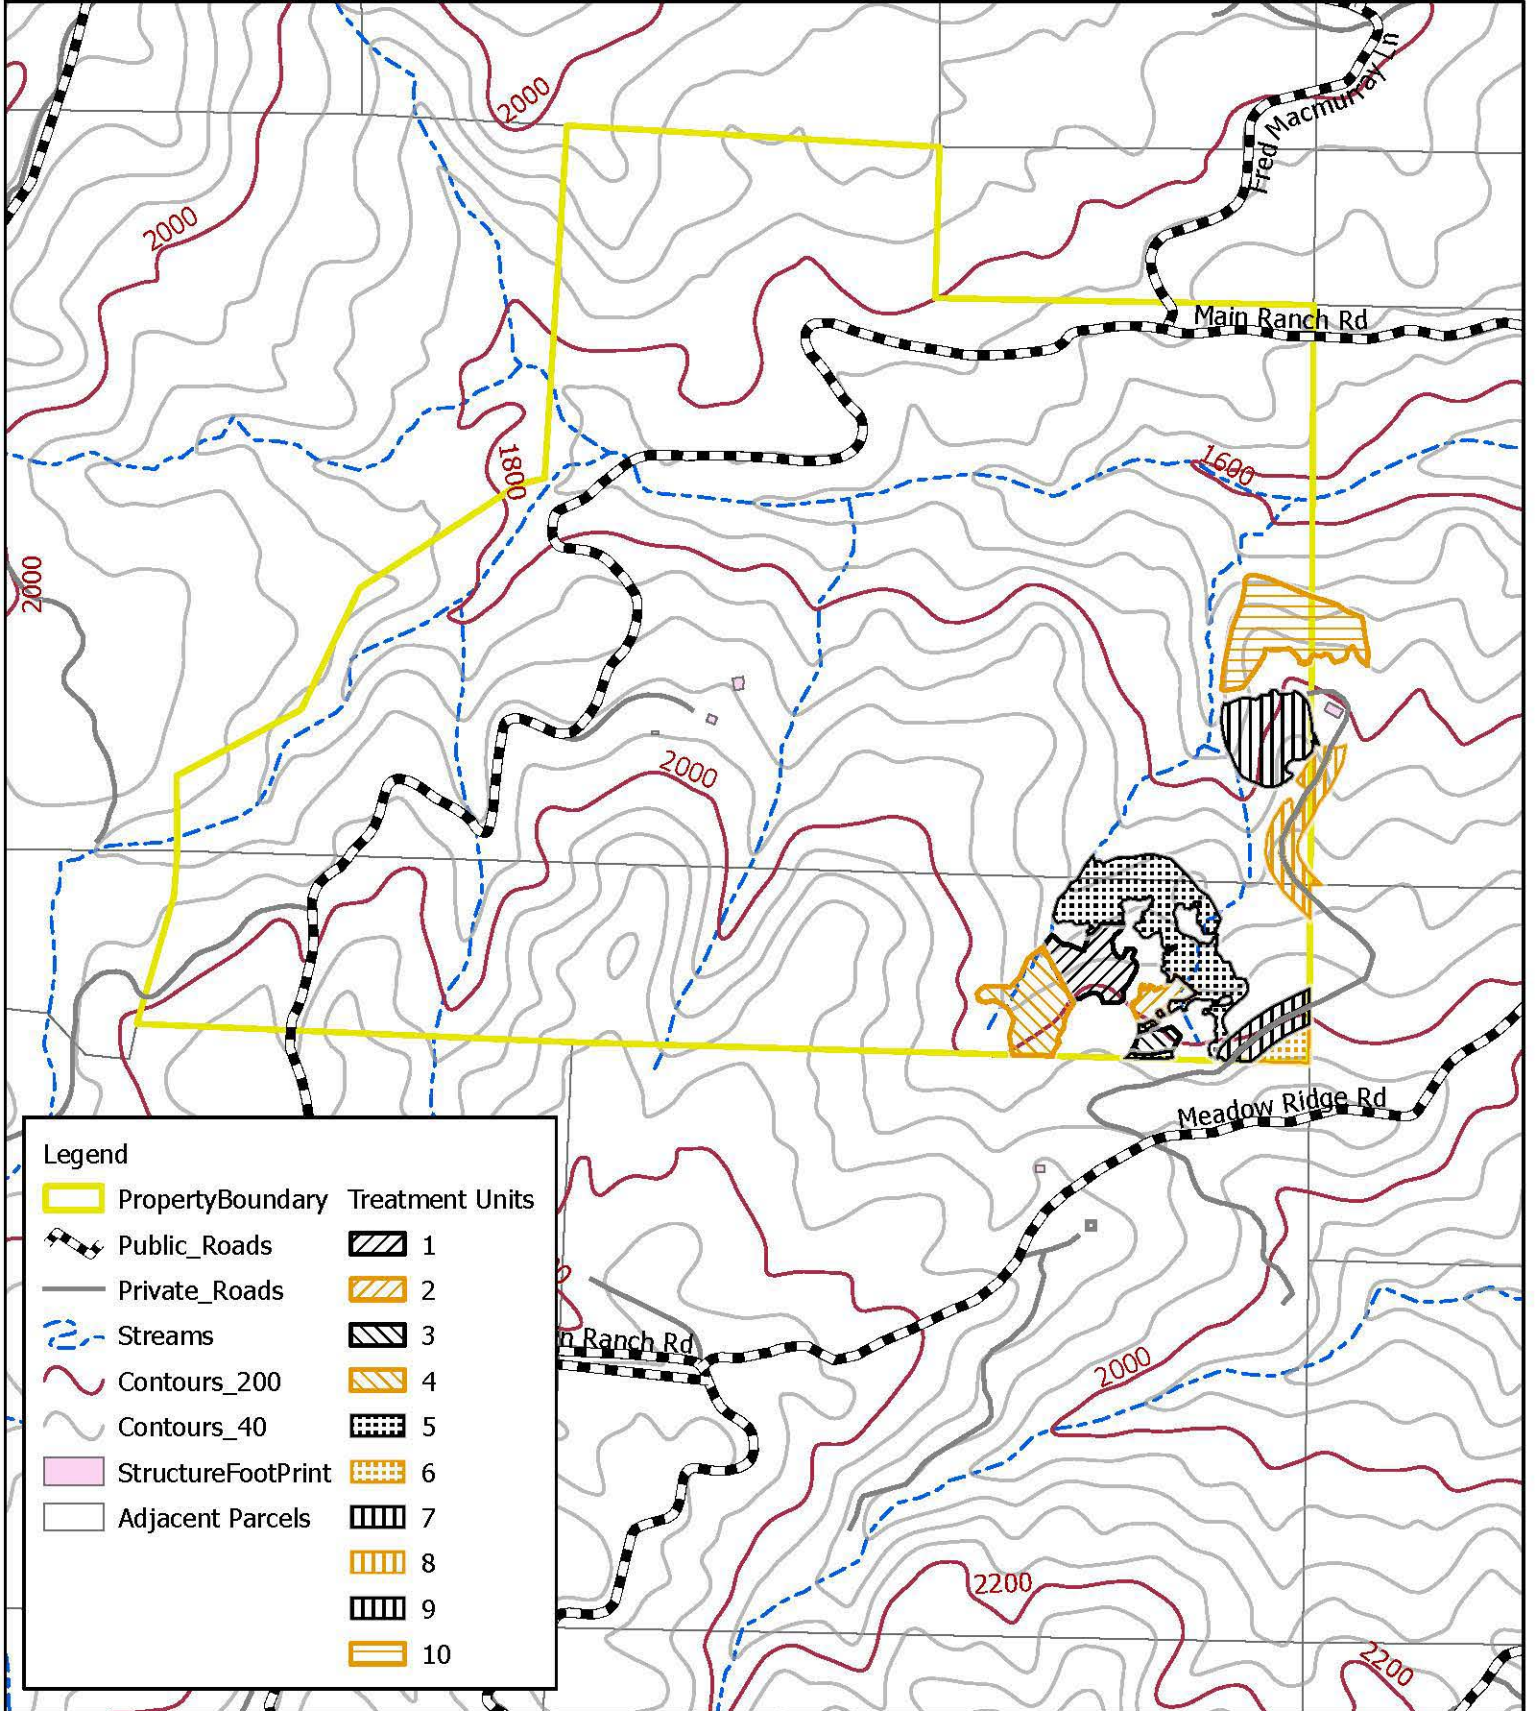 2000
Fred Macmurray Ln
2000
Main Ranch Rd
1800
1600
2000
2000
Meadow Ridge Rd
Legend
PropertyBoundary
Public_Roads
Private_Roads
Streams
Contours_200
Contours_40
StructureFootPrint
Adjacent Parcels
Treatment Units
1
2
3
4
5
6
7
8
9
10
n Ranch Rd
2000
2200
2200